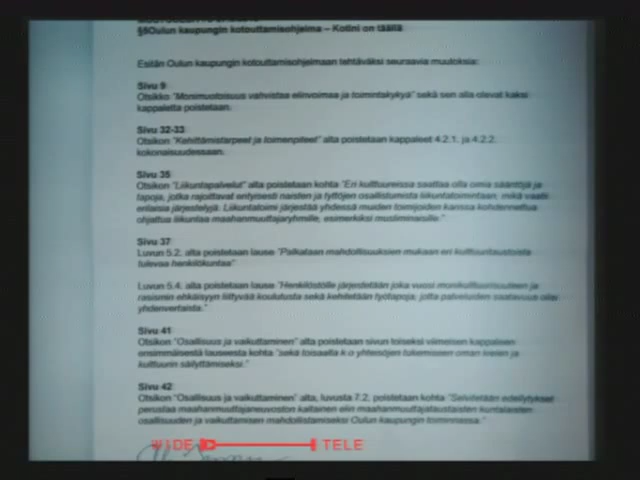 §5Oulun kaupungin kotouttamisohjelma – Kotini on täällä
Esitän Oulun kaupungin kotouttamisohjelmaan tehtäväksi seuraavia muutoksia:
Sivu 9
Otsikko "Monimuotoisuus vahvistaa elinvoimaa ja toimintakykyä" sekä sen alla olevat kaksi
kappaletta poistetaan.
Sivu 32-33
Otsikon "Kehittämistarpeet ja toimenpiteet" alta poistetaan kappaleet 4.2.1. ja 4.2.2.
kokonaisuudessaan.
Sivu 35
Otsikon "Liikuntapalvelut" alta poistetaan kohta "Eri kulttuureissa saattaa olla omia sääntöjä ja
tapoja, jotka rajoittavat erityisesti naisten ja tyttöjen osallistumista liikuntatoimintaan, sekä vaatia
erilaisia järjestelyjä. Liikuntatoimi järjestää yhdessä muiden toimijoiden kanssa kohdennettua
ohjattua liikuntaa maahanmuuttajaryhmille, esimerkiksi musliminaisille."
Sivu 37
Luvun 5.2. alta poistetaan lause "Palkataan mahdollisuuksien mukaan eri kulttuuritaustoista
tulevaa henkilökuntaa"
Luvun 5.4. alta poistetaan lause "Henkilöstölle järjestetään joka vuosi monikulttuurisuuteen ja
rasismin ehkäisyyn liittyvää koulutusta sekä kehitetään työtapoja, jotta palveluiden saatavuus olisi
yhdenvertaista."
Sivu 41
Otsikon "Osallisuus ja vaikuttaminen" alta poistetaan sivun toiseksi viimeisen kappaleen
ensimmäisestä lauseesta kohta "sekä toisaalta k.o yhteisöjen tukemiseen oman kielen ja
kulttuurin säilyttämiseksi."
Sivu 42
Otsikon "Osallisuus ja vaikuttaminen" alta, luvusta 7.2. poistetaan kohta "Selvitetään edellytykset
perustaa maahanmuuttajaneuvoston kaltainen elin maahanmuuttajataustaisten kuntalaisten
osallisuuden ja vaikuttamisen mahdollistamiseksi Oulun kaupungin toiminnassa."
WIDE TELE